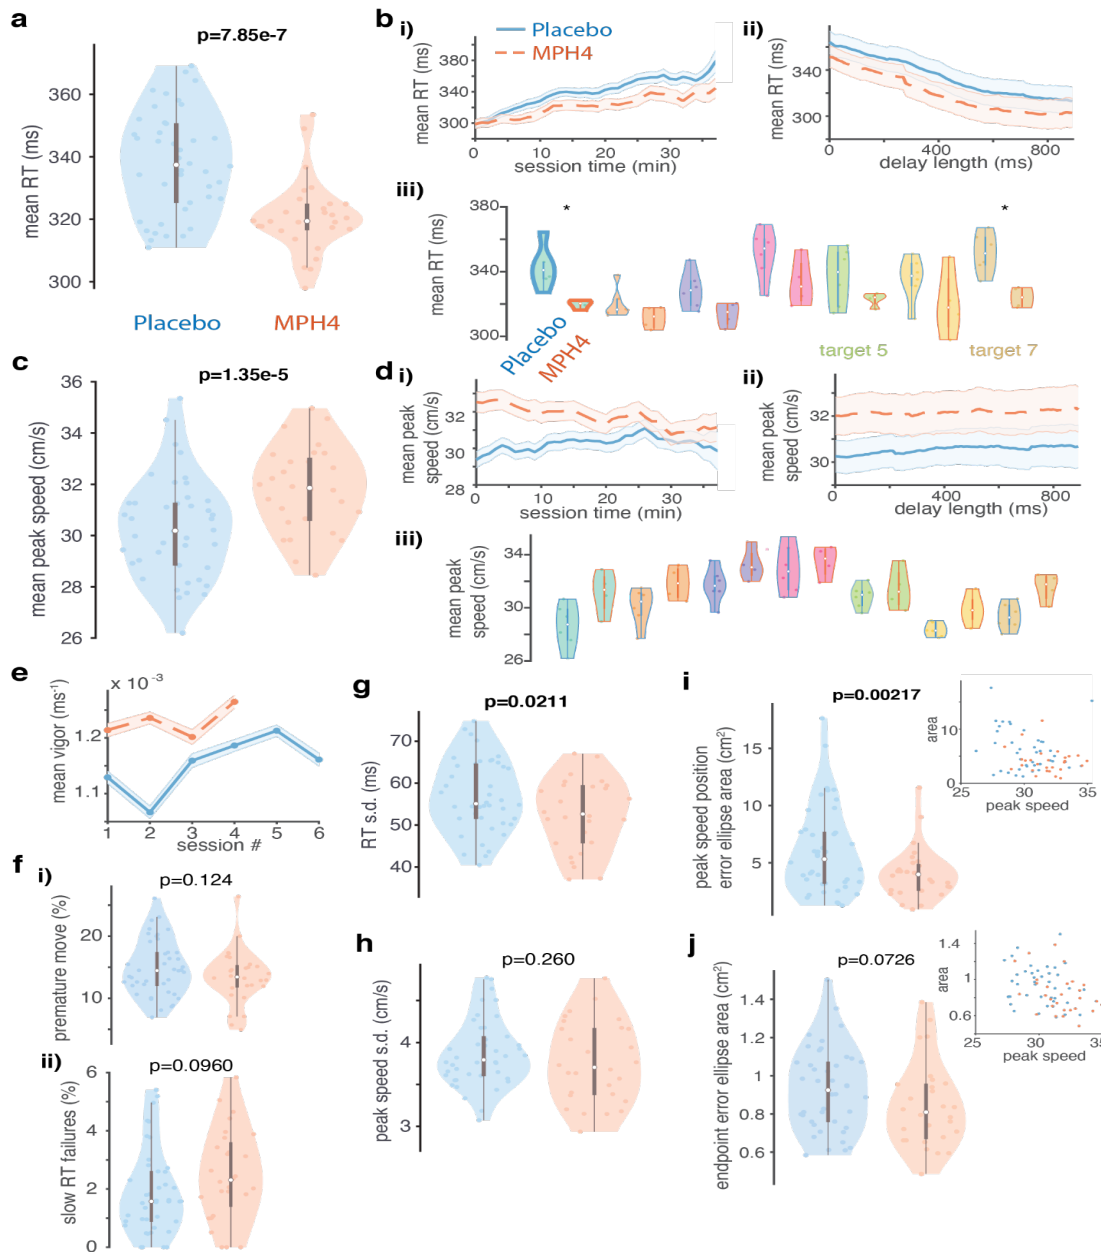 a
p=7.85e-7
mean RT (ms)
360
340
320
300
Placebo
MPH4
b
i)
Placebo
MPH4
mean RT (ms)
380
340
300
0
10
20
30
session time (min)
ii)
mean RT (ms)
340
300
0
400
800
delay length (ms)
iii)
mean RT (ms)
380
340
300
*
*
Placebo
MPH4
target 5
target 7
c
p=1.35e-5
mean peak speed (cm/s)
36
34
32
30
28
26
d
i)
mean peak
speed (cm/s)
32
30
28
0
10
20
30
session time (min)
ii)
mean peak
speed (cm/s)
32
30
0
400
800
delay length (ms)
iii)
mean peak
speed (cm/s)
34
30
26
e
x 10⁻³
mean vigor (ms⁻¹)
1.2
1.1
1
2
3
4
5
6
session #
f
i)
p=0.124
premature move (%)
20
10
ii)
p=0.0960
slow RT failures (%)
6
4
2
0
g
p=0.0211
RT s.d. (ms)
70
60
50
40
h
p=0.260
peak speed s.d. (cm/s)
4
3
i
p=0.00217
peak speed position
error ellipse area (cm²)
15
10
5
area
10
0
25
30
35
peak speed
j
p=0.0726
endpoint error ellipse area (cm²)
1.4
1.2
1
0.8
0.6
area
1.4
1
0.6
25
30
35
peak speed